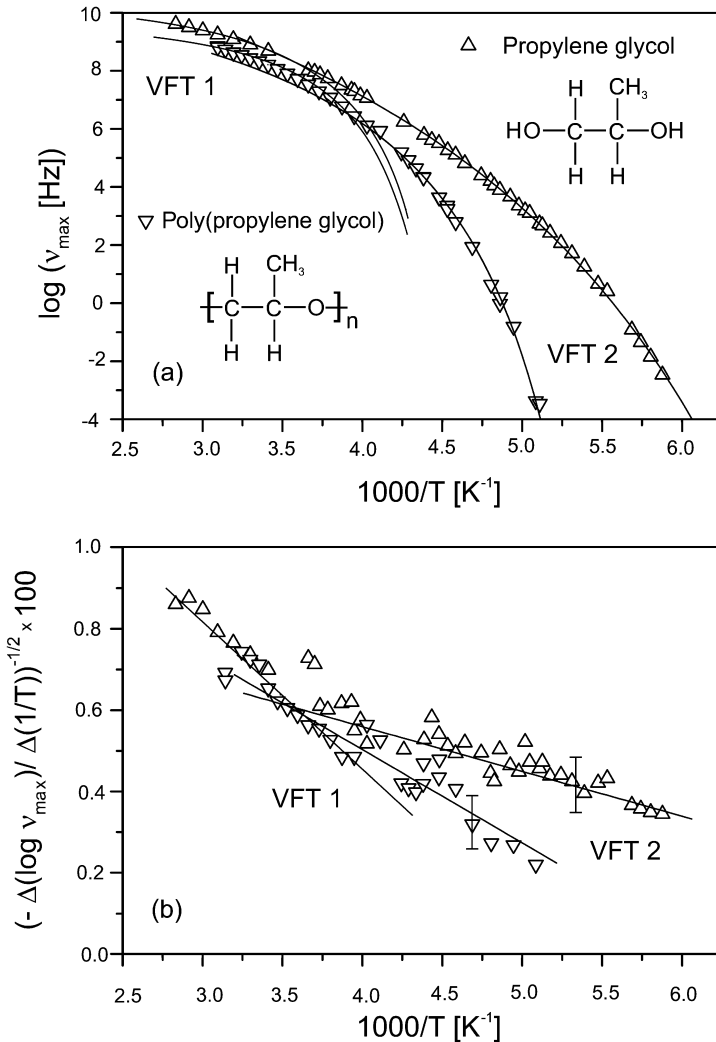 10
8
6
4
2
0
-2
-4
log (ν max [Hz])
VFT 1
△ Propylene glycol
H CH₃
HO C C OH
H H
▽ Poly(propylene glycol)
H CH₃
[ C C O ]n
H H
(a)
VFT 2
2.5 3.0 3.5 4.0 4.5 5.0 5.5 6.0
1000/T [K⁻¹]
1.0
0.8
0.6
0.4
0.2
0.0
(- Δ(log ν max)/ Δ(1/T))⁻¹/² x 100
VFT 1
VFT 2
(b)
2.5 3.0 3.5 4.0 4.5 5.0 5.5 6.0
1000/T [K⁻¹]